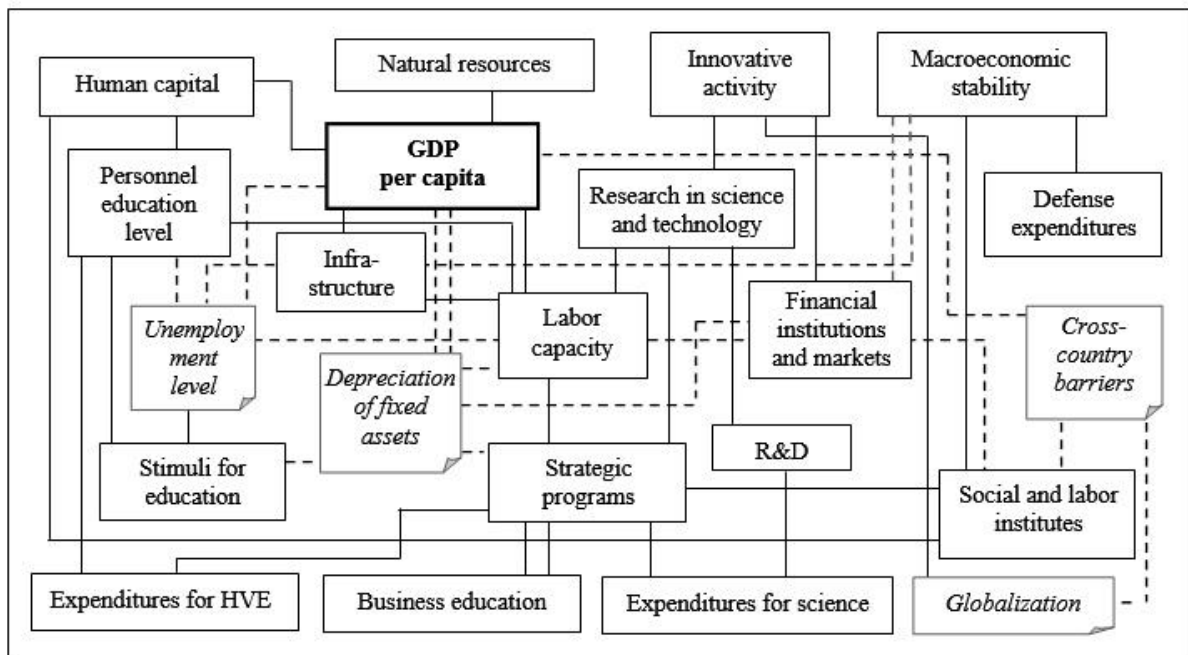 Human capital
Natural resources
Innovative
activity
Macroeconomic
stability
GDP
per capita
Personnel
education
level
Research in science
and technology
Defense
expenditures
Infra-
structure
Unemploy
ment
level
Labor
capacity
Financial
institutions
and markets
Cross-
country
barriers
Depreciation
of fixed
assets
Stimuli for
education
Strategic
programs
R&D
Social and labor
institutes
Expenditures for HVE
Business education
Expenditures for science
Globalization